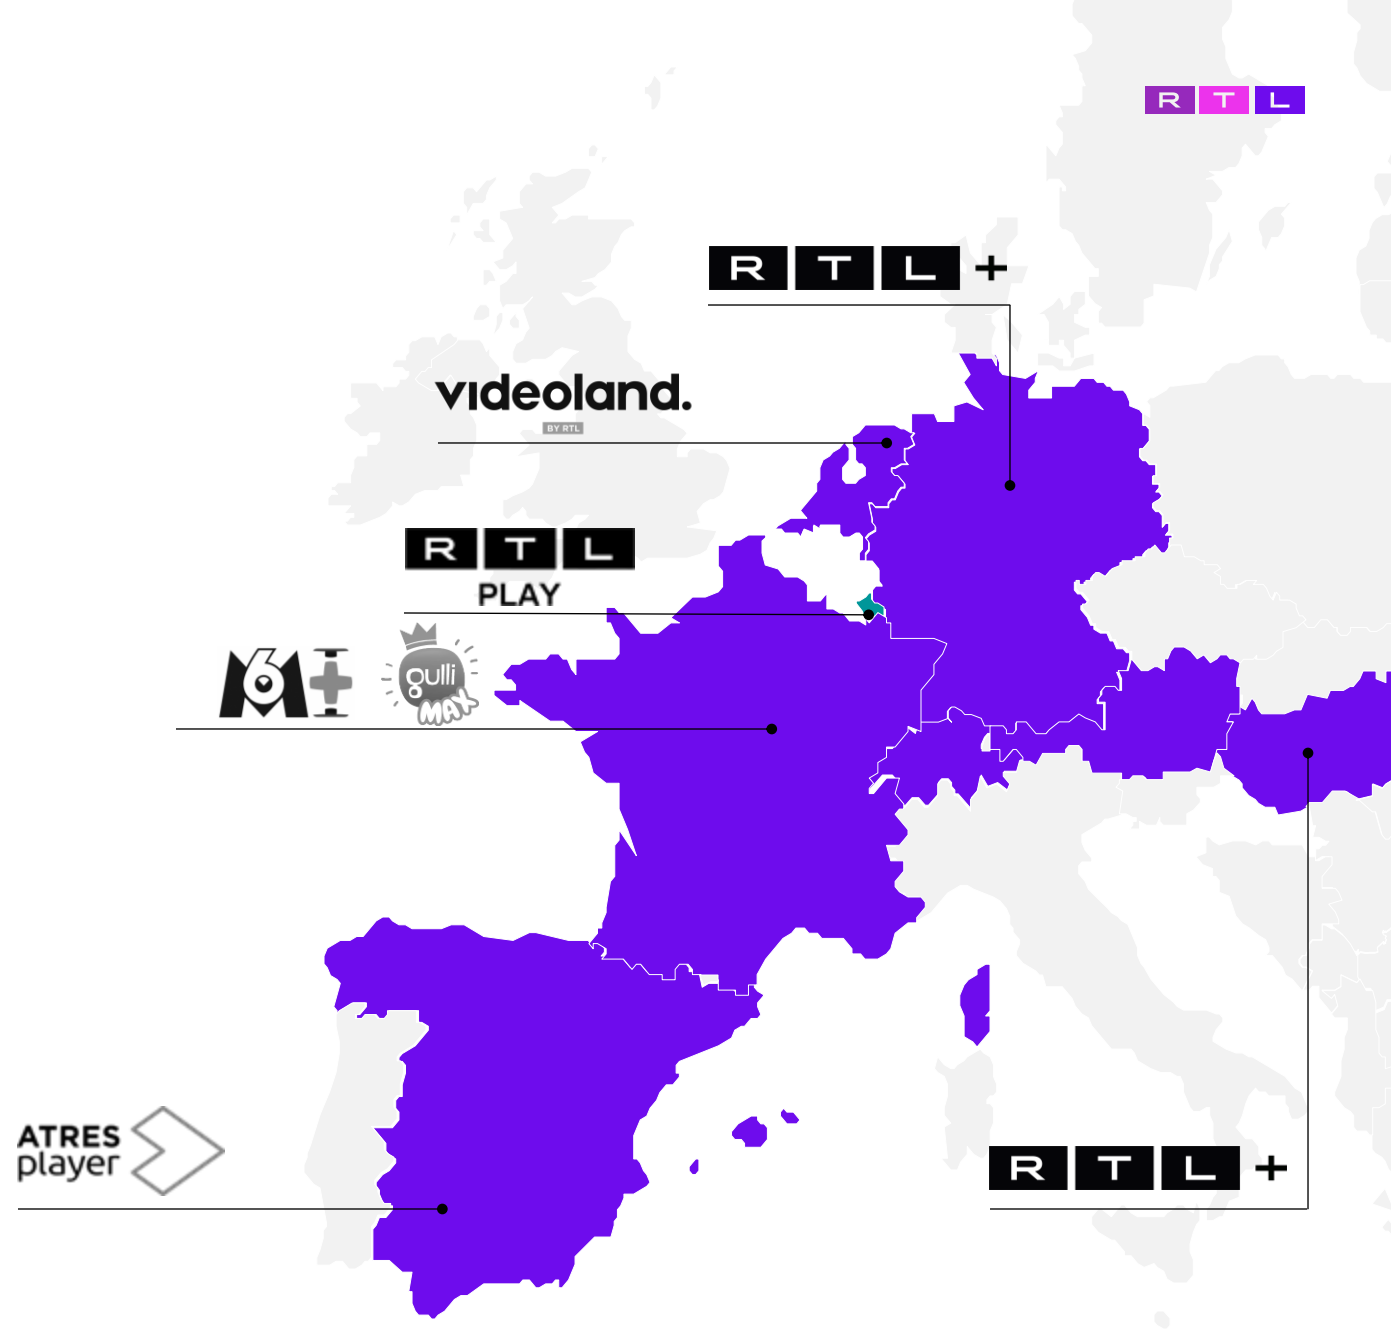 RTL
RTL+
videoland.
BY RTL
RTL
PLAY
M6+
gulli
MAX
ATRES
player
RTL+